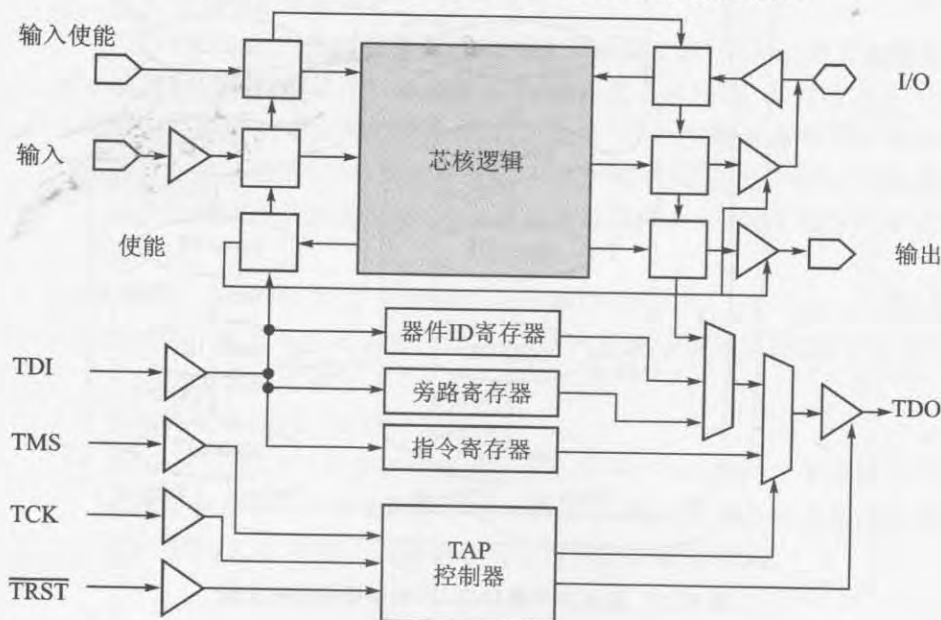 输入使能
I/O
输入
芯核逻辑
使能
输出
器件ID寄存器
TDI
旁路寄存器
TDO
TMS
指令寄存器
TCK
TAP
控制器
TRST